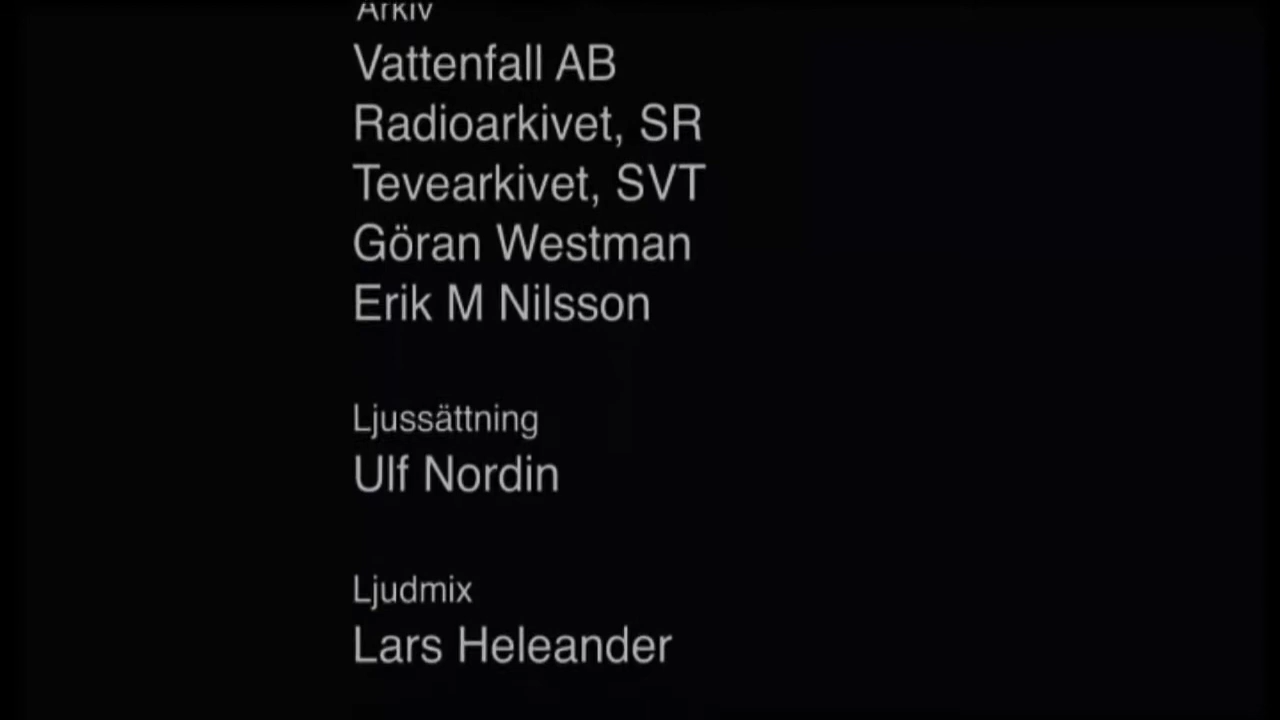 Arkiv
Vattenfall AB
Radioarkivet, SR
Tevearkivet, SVT
Göran Westman
Erik M Nilsson
Ljussättning
Ulf Nordin
Ljudmix
Lars Heleander